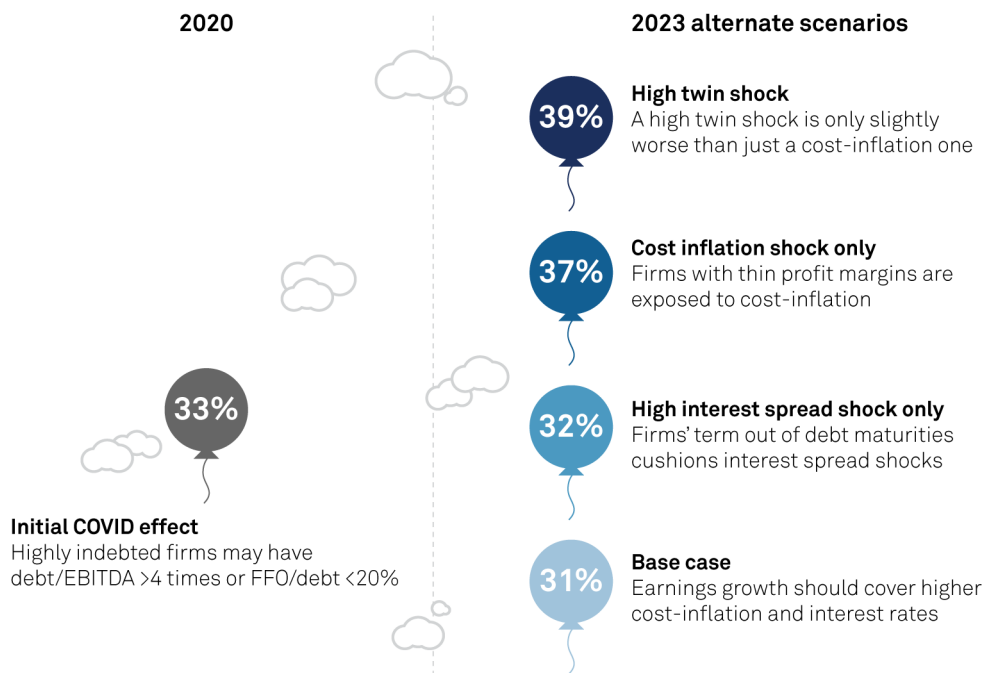 2020
33%
Initial COVID effect
Highly indebted firms may have
debt/EBITDA >4 times or FFO/debt <20%
2023 alternate scenarios
39%
High twin shock
A high twin shock is only slightly
worse than just a cost-inflation one
37%
Cost inflation shock only
Firms with thin profit margins are
exposed to cost-inflation
32%
High interest spread shock only
Firms’ term out of debt maturities
cushions interest spread shocks
31%
Base case
Earnings growth should cover higher
cost-inflation and interest rates